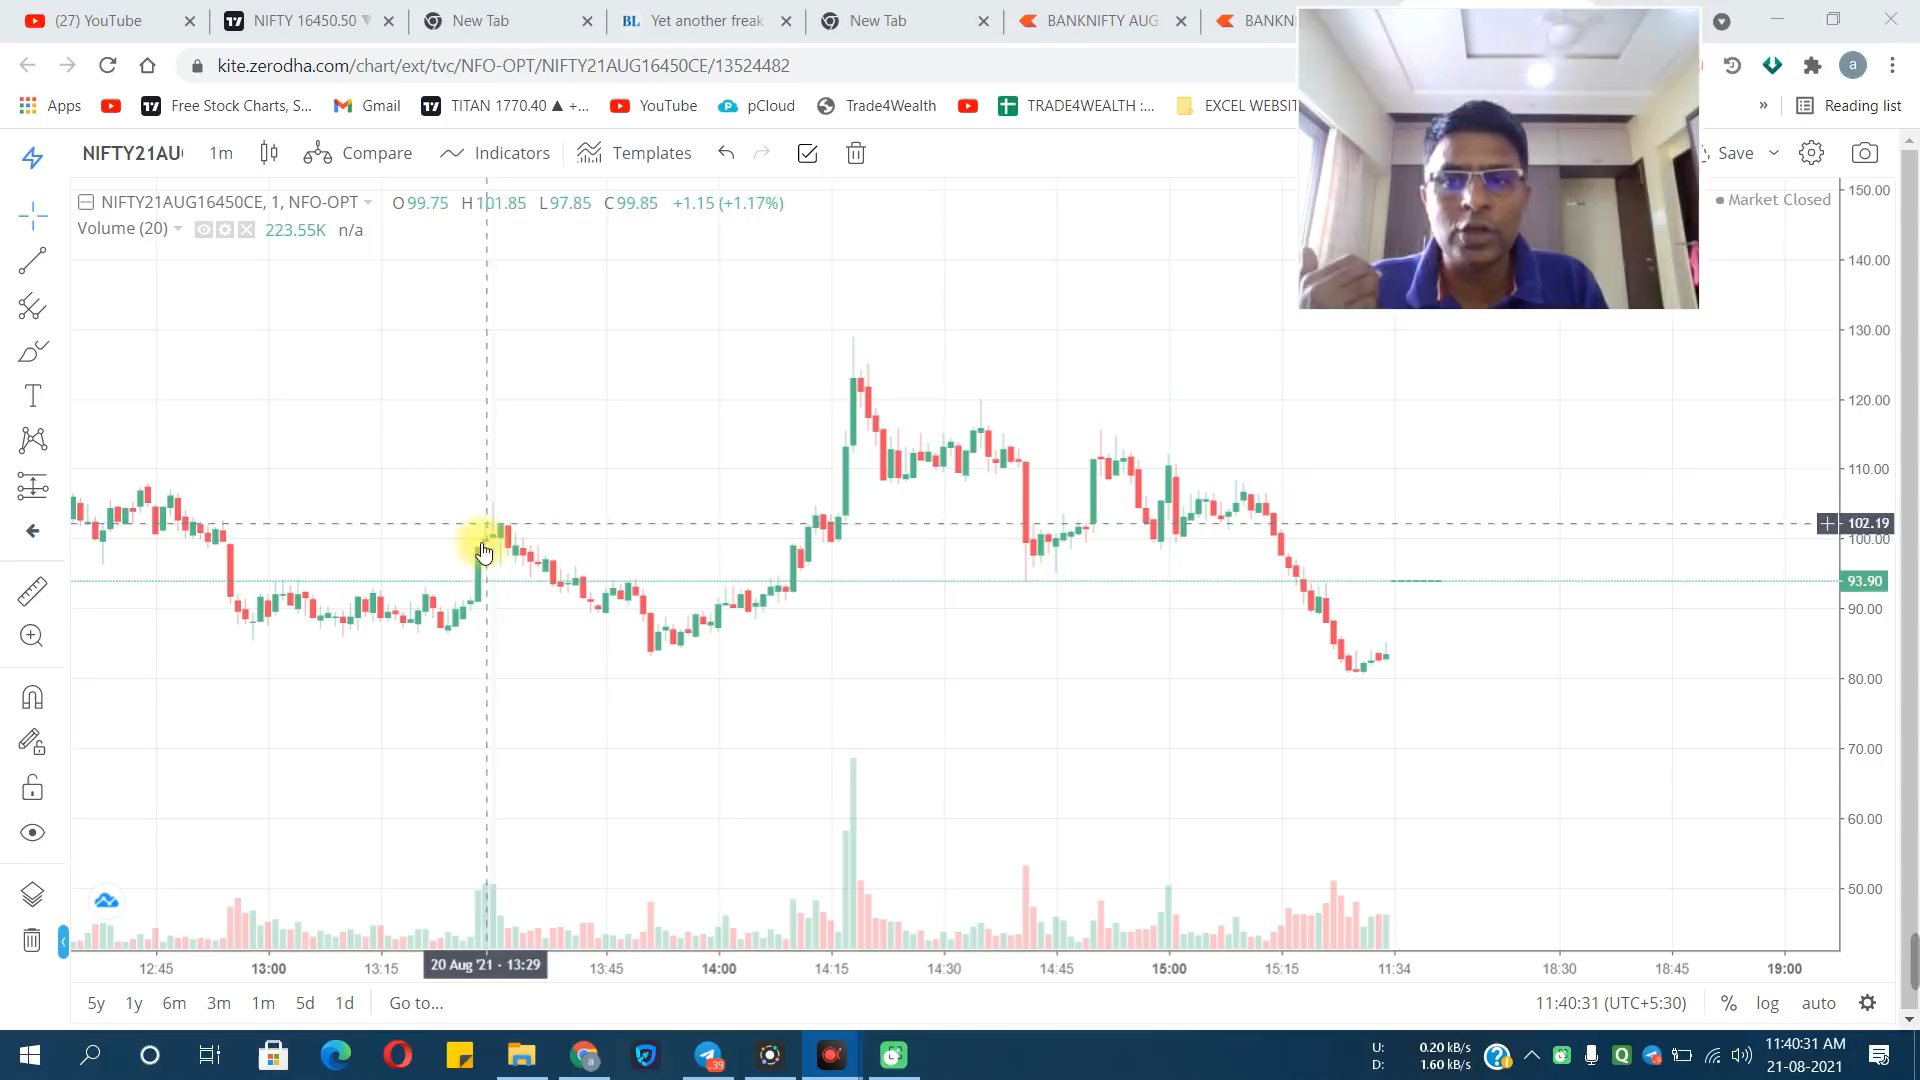 (27) YouTube
NIFTY 16450.50 ▼
New Tab
Yet another freak
New Tab
BANKNIFTY AUG
BANKN
kite.zerodha.com/chart/ext/tvc/NFO-OPT/NIFTY21AUG16450CE/13524482
a
Apps
Free Stock Charts, S...
Gmail
TITAN 1770.40 ▲ +...
YouTube
pCloud
Trade4Wealth
TRADE4WEALTH :...
EXCEL WEBSIT
»
Reading list
NIFTY21AU
1m
Compare
Indicators
Templates
Save
NIFTY21AUG16450CE, 1, NFO-OPT
O 99.75 H 101.85 L 97.85 C 99.85 +1.15 (+1.17%)
Market Closed
Volume (20)
223.55K n/a
150.00
140.00
130.00
120.00
110.00
102.19
100.00
93.90
90.00
80.00
70.00
60.00
50.00
12:45
13:00
13:15
20 Aug '21 - 13:29
13:45
14:00
14:15
14:30
14:45
15:00
15:15
11:34
18:30
18:45
19:00
5y 1y 6m 3m 1m 5d 1d Go to...
11:40:31 (UTC+5:30)
% log auto
U: 0.20 kB/s
D: 1.60 kB/s
39
11:40:31 AM
21-08-2021